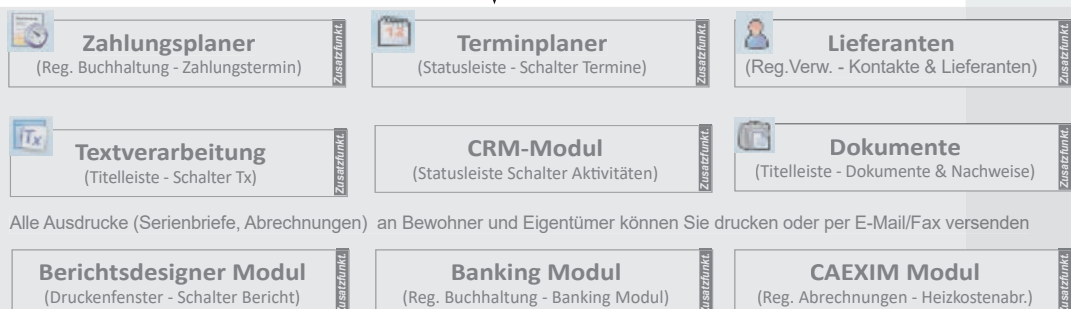 Zahlungsplaner
(Reg. Buchhaltung - Zahlungstermin)
Zusatzfunkt.
12
Terminplaner
(Statusleiste - Schalter Termine)
Zusatzfunkt.
Lieferanten
(Reg.Verw. - Kontakte & Lieferanten)
Zusatzfunkt.
Tx
Textverarbeitung
(Titelleiste - Schalter Tx)
Zusatzfunkt.
CRM-Modul
(Statusleiste Schalter Aktivitäten)
Zusatzfunkt.
Dokumente
(Titelleiste - Dokumente & Nachweise)
Zusatzfunkt.
Alle Ausdrucke (Serienbriefe, Abrechnungen) an Bewohner und Eigentümer können Sie drucken oder per E-Mail/Fax versenden
Berichtsdesigner Modul
(Druckenfenster - Schalter Bericht)
Zusatzfunkt.
Banking Modul
(Reg. Buchhaltung - Banking Modul)
Zusatzfunkt.
CAEXIM Modul
(Reg. Abrechnungen - Heizkostenabr.)
Zusatzfunkt.